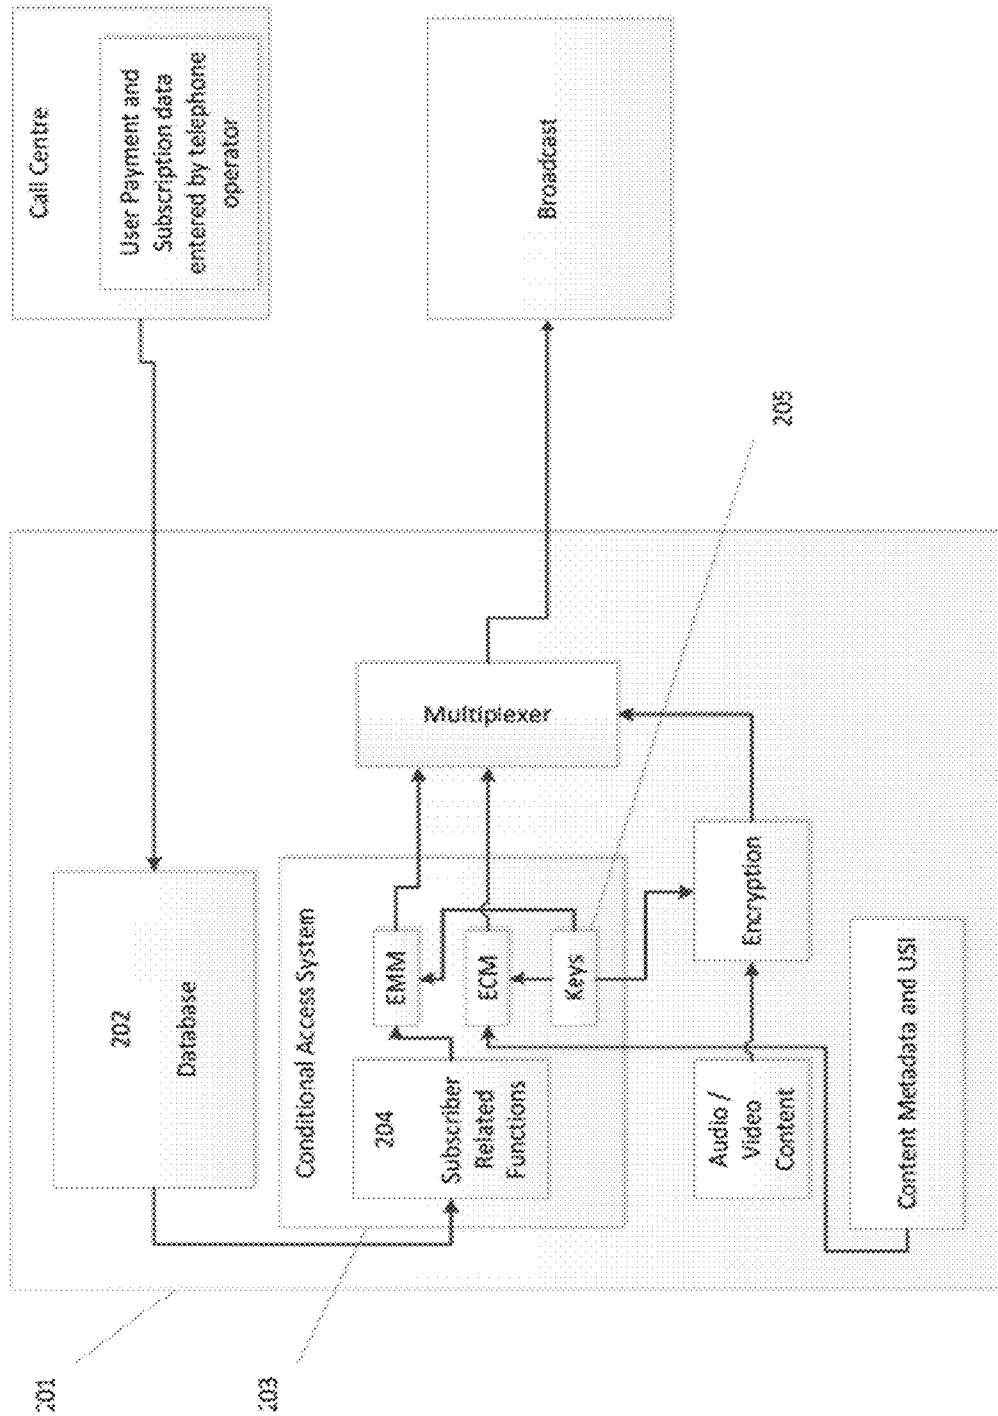 201
203
202
Database
Call Centre
User Payment and
Subscription data
entered by telephone
operator
Conditional Access System
204
Subscriber
Related
Functions
EMM
ECM
Keys
Multiplexer
Broadcast
205
Audio /
Video
Content
Encryption
Content Metadata and USI